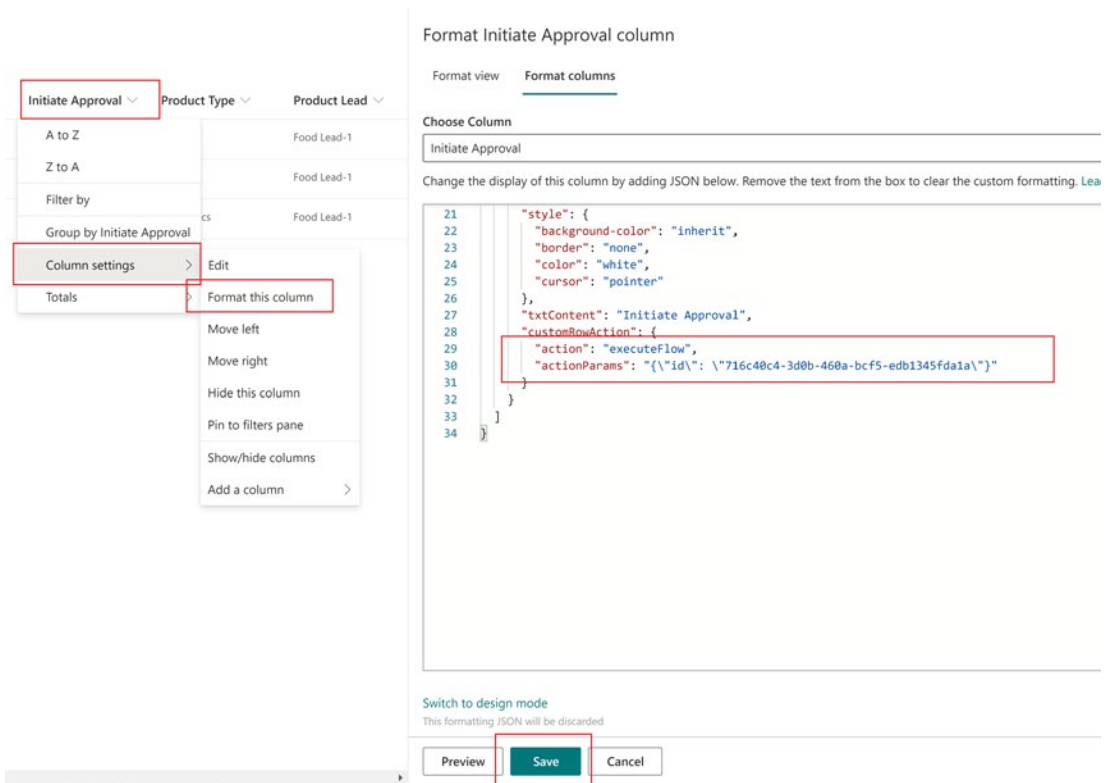 Initiate Approval
Product Type
Product Lead
A to Z
Z to A
Filter by
Group by Initiate Approval
Column settings
Totals
cs
Food Lead-1
Food Lead-1
Food Lead-1
Edit
Format this column
Move left
Move right
Hide this column
Pin to filters pane
Show/hide columns
Add a column
Format Initiate Approval column
Format view
Format columns
Choose Column
Initiate Approval
Change the display of this column by adding JSON below. Remove the text from the box to clear the custom formatting. Lea
21 "style": {
22 "background-color": "inherit",
23 "border": "none",
24 "color": "white",
25 "cursor": "pointer"
26 },
27 "txtContent": "Initiate Approval",
28 "customRowAction": {
29 "action": "executeFlow",
30 "actionParams": "{\"id\": \"716c40c4-3d0b-460a-bcf5-edb1345fda1a\"}"
31 }
32 }
33 ]
34 }
Switch to design mode
This formatting JSON will be discarded
Preview
Save
Cancel